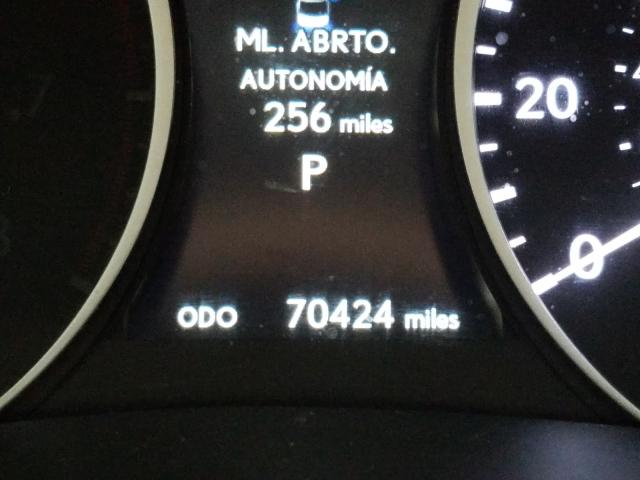 ML. ABRTO.
AUTONOMÍA
256 miles
P
ODO 70424 miles
20
0